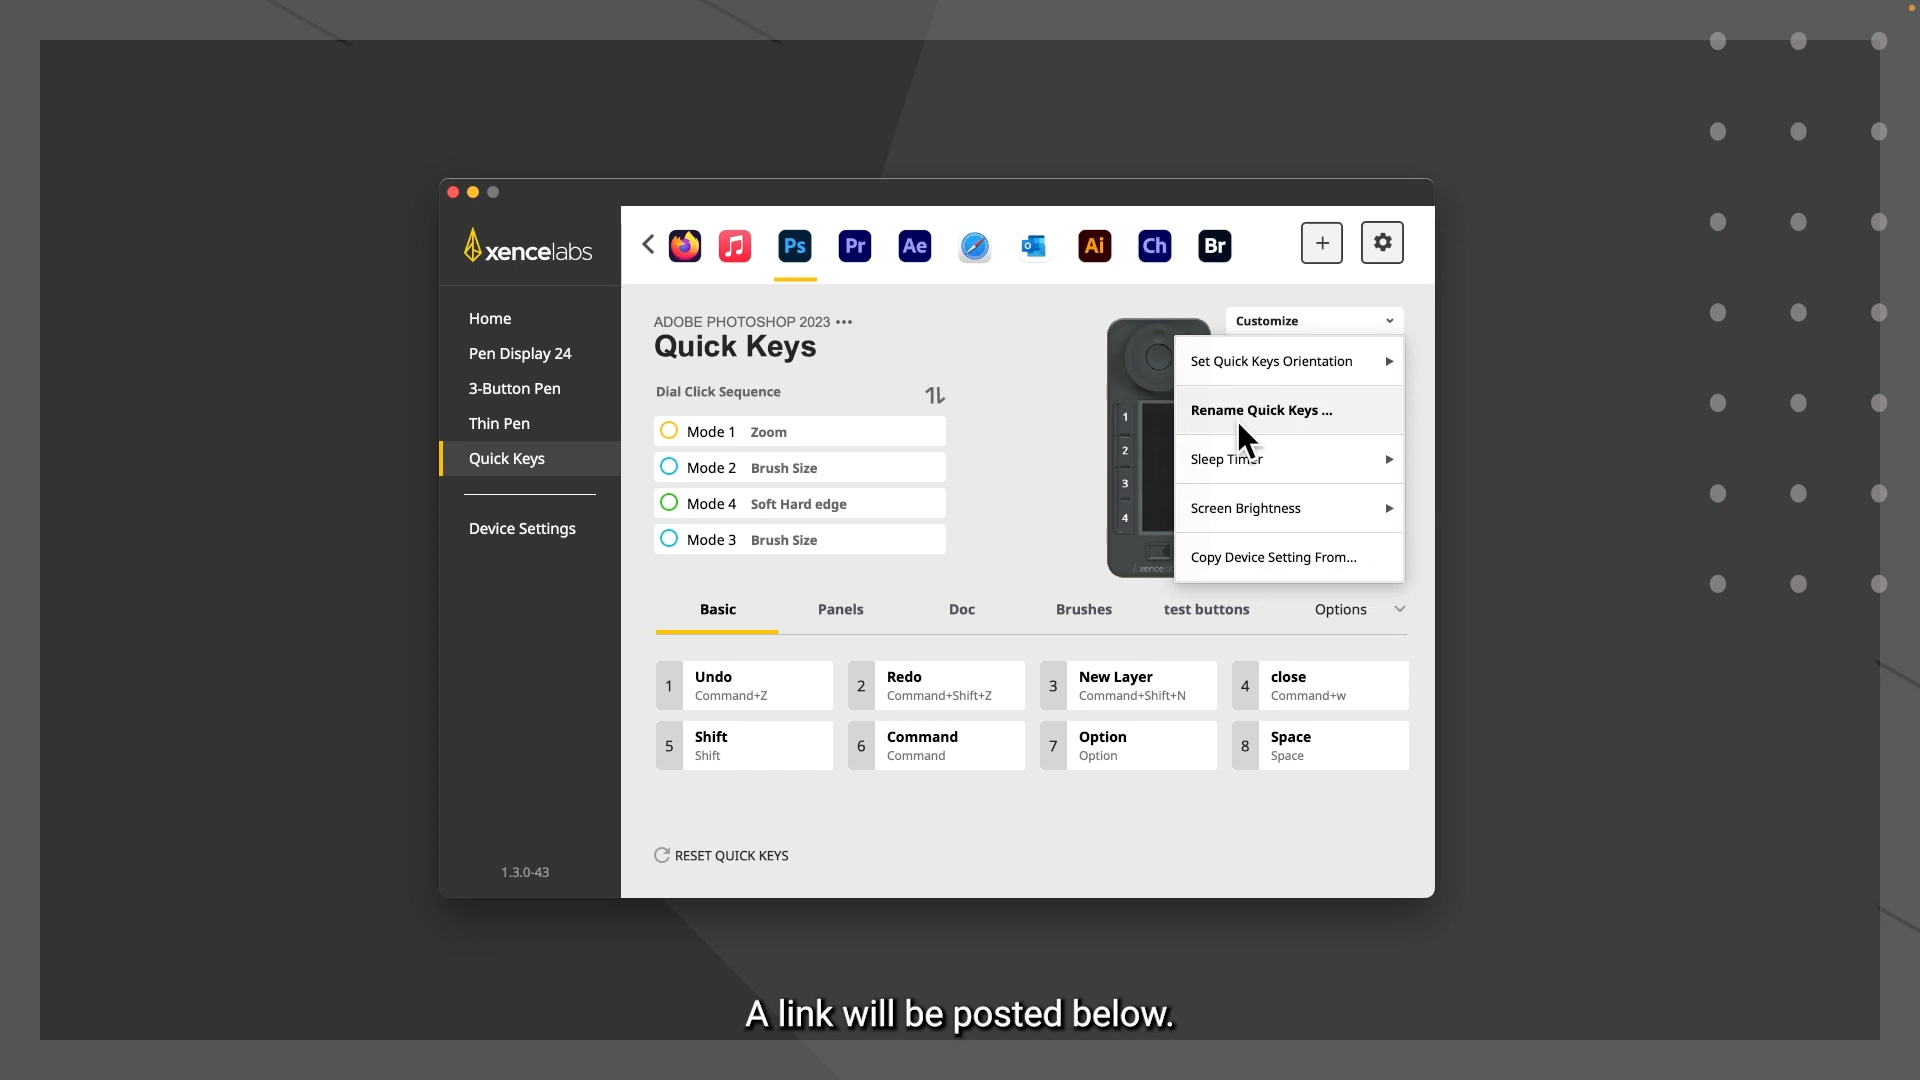 xencelabs
Ps
Pr
Ae
Ai
Ch
Br
+
Home
Pen Display 24
3-Button Pen
Thin Pen
Quick Keys
Device Settings
1.3.0-43
ADOBE PHOTOSHOP 2023 •••
Quick Keys
Dial Click Sequence
Mode 1 Zoom
Mode 2 Brush Size
Mode 4 Soft Hard edge
Mode 3 Brush Size
1
2
3
4
Customize
Set Quick Keys Orientation
Rename Quick Keys ...
Sleep Timer
Screen Brightness
Copy Device Setting From...
Basic
Panels
Doc
Brushes
test buttons
Options
1 Undo
Command+Z
2 Redo
Command+Shift+Z
3 New Layer
Command+Shift+N
4 close
Command+w
5 Shift
Shift
6 Command
Command
7 Option
Option
8 Space
Space
RESET QUICK KEYS
A link will be posted below.